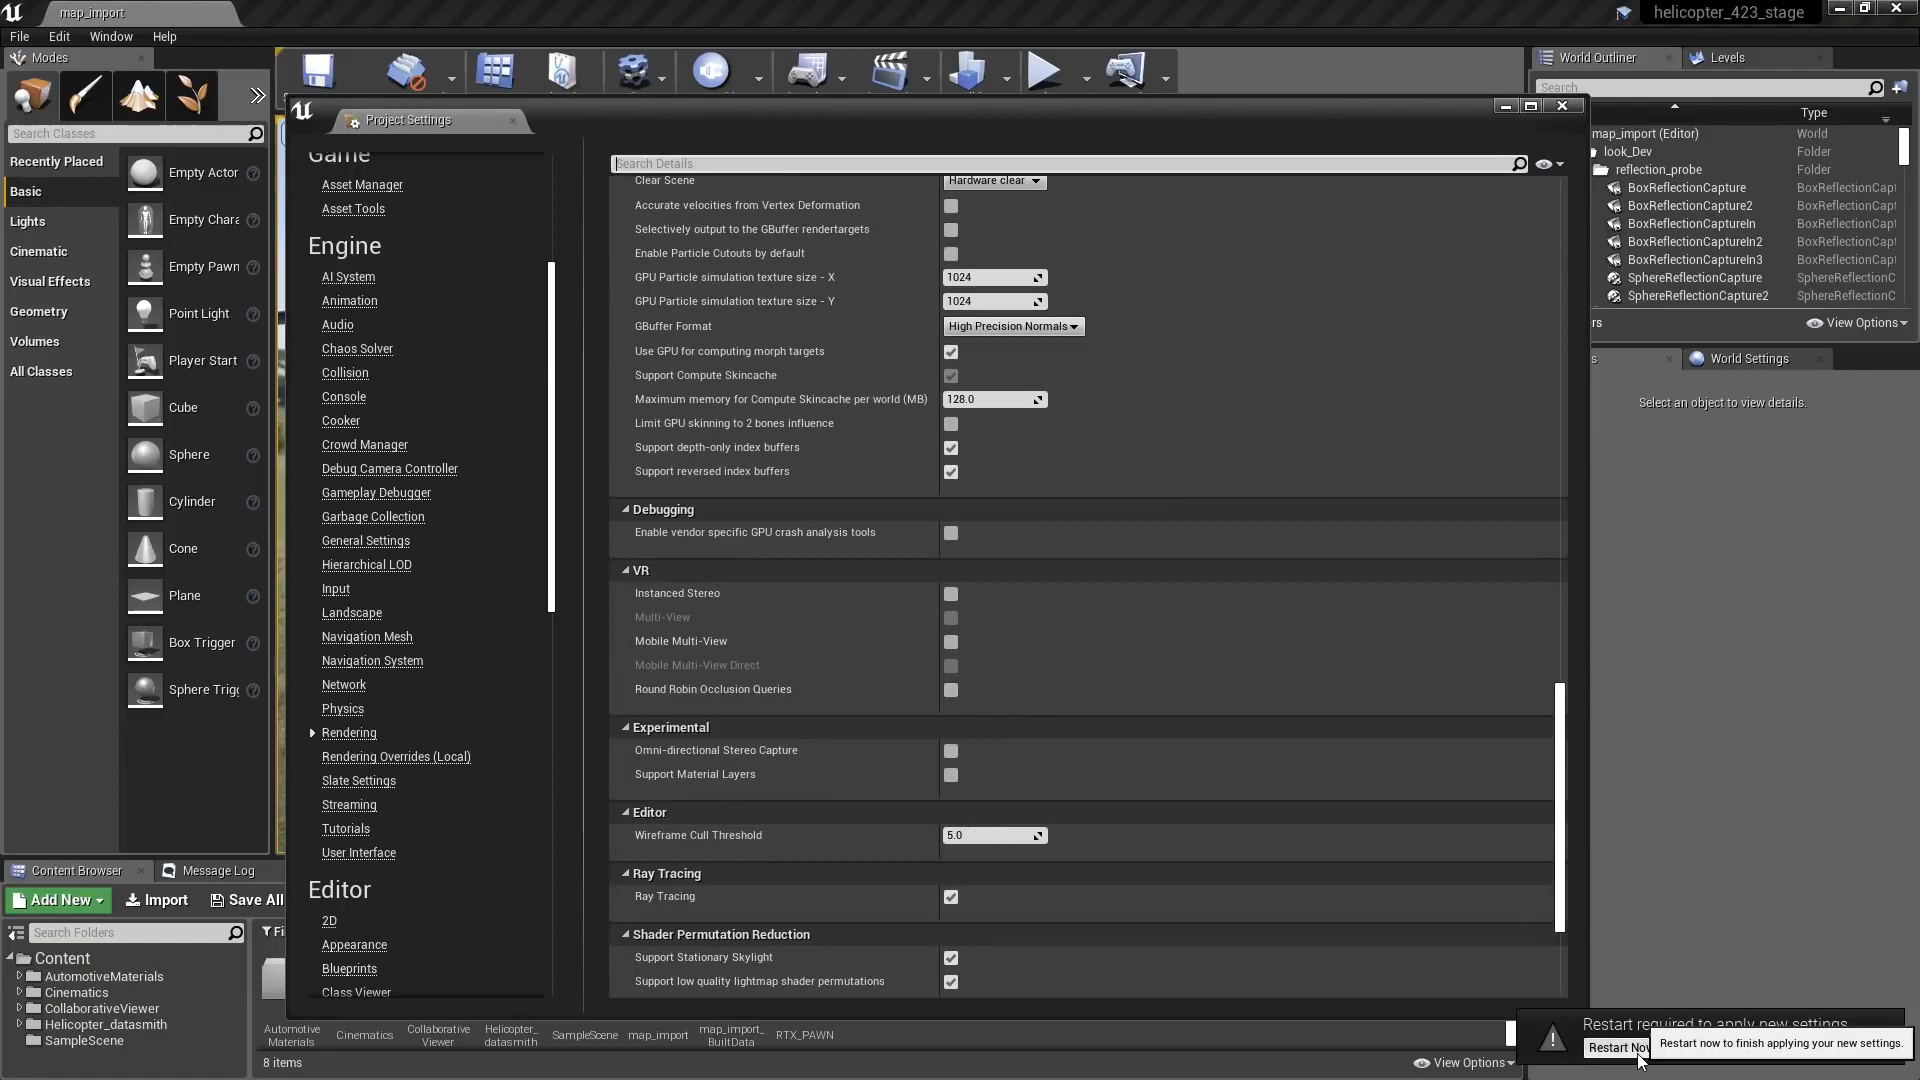 map_import
helicopter_423_stage
File Edit Window Help
Modes
World Outliner
Levels
Search...
Search Classes
Recently Placed
Basic
Lights
Cinematic
Visual Effects
Geometry
Volumes
All Classes
Empty Actor
Empty Chara
Empty Pawn
Point Light
Player Start
Cube
Sphere
Cylinder
Cone
Plane
Box Trigger
Sphere Trigg
Project Settings
Game
Asset Manager
Asset Tools
Engine
AI System
Animation
Audio
Chaos Solver
Collision
Console
Cooker
Crowd Manager
Debug Camera Controller
Gameplay Debugger
Garbage Collection
General Settings
Hierarchical LOD
Input
Landscape
Navigation Mesh
Navigation System
Network
Physics
Rendering
Rendering Overrides (Local)
Slate Settings
Streaming
Tutorials
User Interface
Editor
2D
Appearance
Blueprints
Class Viewer
Search Details
Clear Scene Hardware clear
Accurate velocities from Vertex Deformation
Selectively output to the GBuffer rendertargets
Enable Particle Cutouts by default
GPU Particle simulation texture size - X 1024
GPU Particle simulation texture size - Y 1024
GBuffer Format High Precision Normals
Use GPU for computing morph targets
Support Compute Skincache
Maximum memory for Compute Skincache per world (MB) 128.0
Limit GPU skinning to 2 bones influence
Support depth-only index buffers
Support reversed index buffers
Debugging
Enable vendor specific GPU crash analysis tools
VR
Instanced Stereo
Multi-View
Mobile Multi-View
Mobile Multi-View Direct
Round Robin Occlusion Queries
Experimental
Omni-directional Stereo Capture
Support Material Layers
Editor
Wireframe Cull Threshold 5.0
Ray Tracing
Ray Tracing
Shader Permutation Reduction
Support Stationary Skylight
Support low quality lightmap shader permutations
Type
map_import (Editor) World
look_Dev Folder
reflection_probe Folder
BoxReflectionCapture BoxReflectionCapt
BoxReflectionCapture2 BoxReflectionCapt
BoxReflectionCaptureIn BoxReflectionCapt
BoxReflectionCaptureIn2 BoxReflectionCapt
BoxReflectionCaptureIn3 BoxReflectionCapt
SphereReflectionCapture SphereReflectionC
SphereReflectionCapture2 SphereReflectionC
rs View Options
s World Settings
Select an object to view details.
Content Browser
Message Log
Add New Import Save All
Search Folders
Fi
Content
AutomotiveMaterials
Cinematics
CollaborativeViewer
Helicopter_datasmith
SampleScene
Automotive
Materials
Cinematics
Collaborative
Viewer
Helicopter_
datasmith
SampleScene
map_import
map_import_
BuiltData
RTX_PAWN
8 items
View Options
Restart required to apply new settings
Restart Now
Restart now to finish applying your new settings.